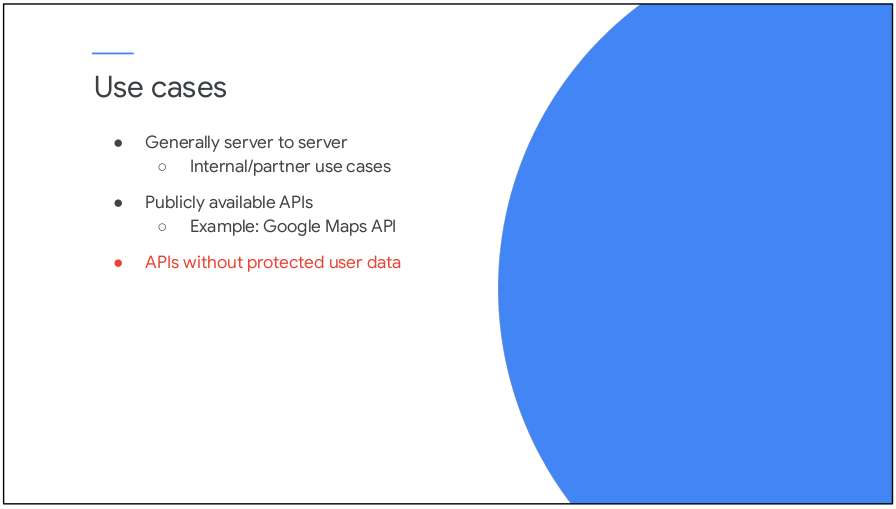 Use cases
● Generally server to server
○ Internal/partner use cases
● Publicly available APIs
○ Example: Google Maps API
● APIs without protected user data